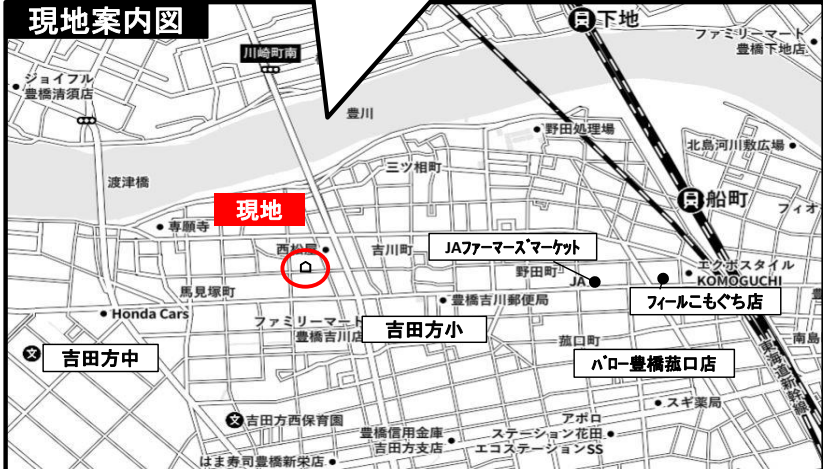 現地案内図
下地
ファミリーマート
豊橋下地店
川崎町南
ジョイフル
豊橋清須店
豊川
野田処理場
北島河川敷広場
渡津橋
三ツ相町
船町
現地
フィオ
専願寺
西松屋
吉川町
JAファーマーズマーケット
野田町
JA
エクボスタイル
KOMOGUCHI
馬見塚町
豊橋吉川郵便局
フィールこもぐち店
Honda Cars
ファミリーマート
豊橋吉川店
吉田方小
菰口町
南島
文
吉田方中
バロー豊橋菰口店
東海道新幹線
スギ薬局
文
吉田方西保育園
アポロ
ステーション花田
エコステーションSS
豊橋信用金庫
吉田方支店
はま寿司豊橋新栄店